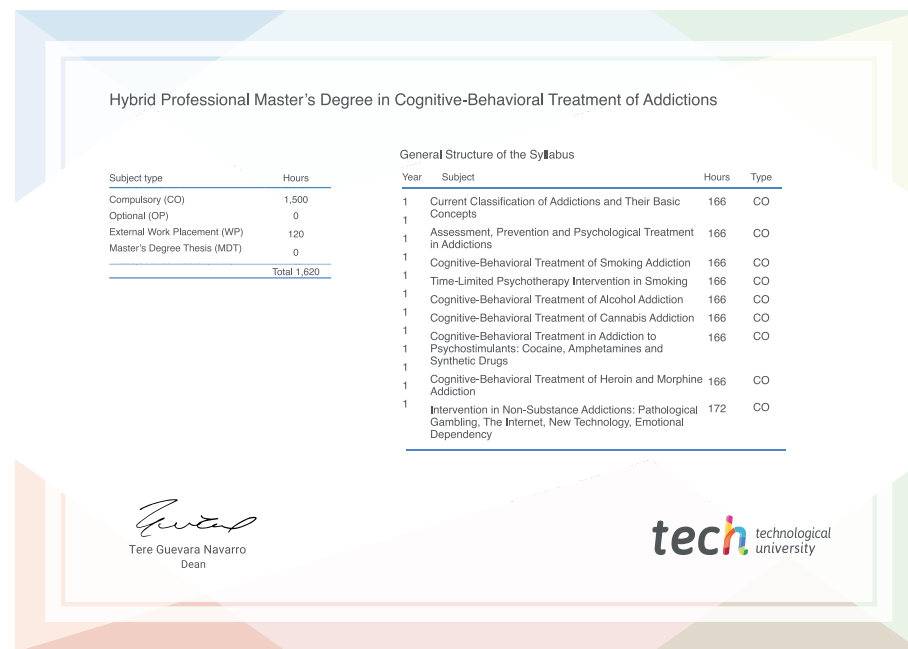 Hybrid Professional Master's Degree in Cognitive-Behavioral Treatment of Addictions
Subject type Hours
Compulsory (CO) 1,500
Optional (OP) 0
External Work Placement (WP) 120
Master's Degree Thesis (MDT) 0
Total 1,620
General Structure of the Syllabus
Year Subject Hours Type
1 Current Classification of Addictions and Their Basic 166 CO
1 Concepts
1 Assessment, Prevention and Psychological Treatment 166 CO
in Addictions
1 Cognitive-Behavioral Treatment of Smoking Addiction 166 CO
1 Time-Limited Psychotherapy Intervention in Smoking 166 CO
1 Cognitive-Behavioral Treatment of Alcohol Addiction 166 CO
1 Cognitive-Behavioral Treatment of Cannabis Addiction 166 CO
1 Cognitive-Behavioral Treatment in Addiction to 166 CO
1 Psychostimulants: Cocaine, Amphetamines and
1 Synthetic Drugs
1 Cognitive-Behavioral Treatment of Heroin and Morphine 166 CO
Addiction
1 Intervention in Non-Substance Addictions: Pathological 172 CO
Gambling, The Internet, New Technology, Emotional
Dependency
Tere Guevara Navarro
Dean
tech technological
university